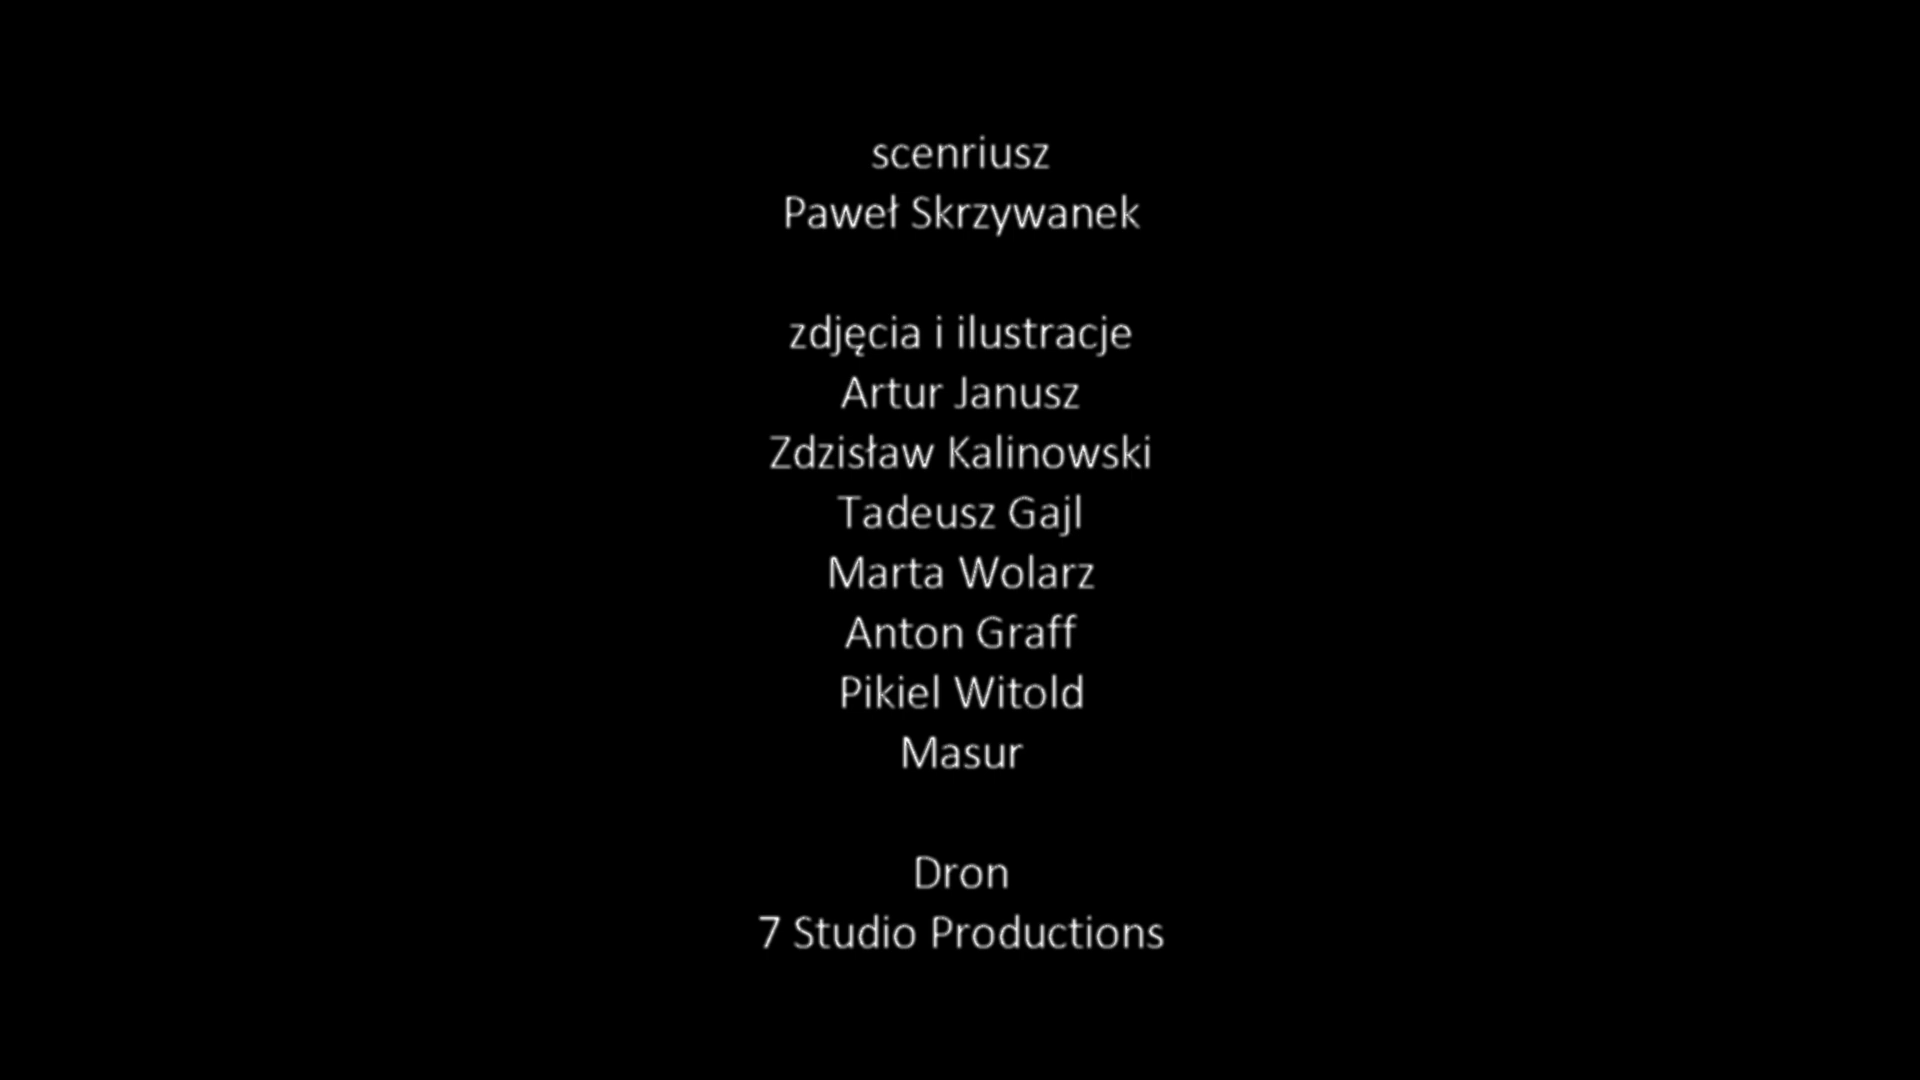 scenriusz
Paweł Skrzywanek
zdjęcia i ilustracje
Artur Janusz
Zdzisław Kalinowski
Tadeusz Gajl
Marta Wolarz
Anton Graff
Pikiel Witold
Masur
Dron
7 Studio Productions